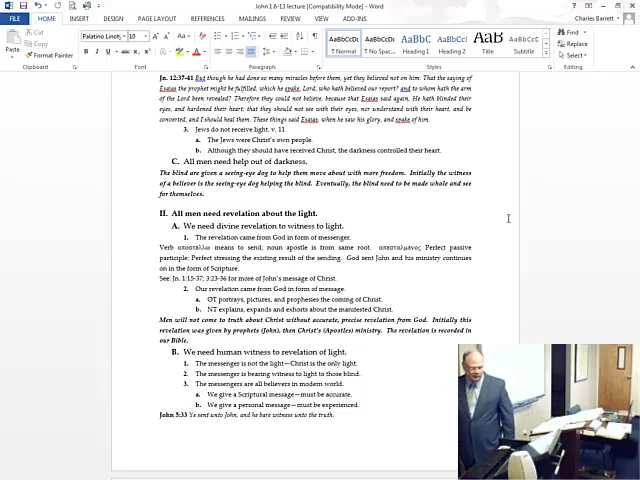 John 1.6-13 lecture [Compatibility Mode] - Word
FILE HOME INSERT DESIGN PAGE LAYOUT REFERENCES MAILINGS REVIEW VIEW ADD-INS Charles Barrett
Cut
Copy
Format Painter
Paste
Palatino Linoty 10
AaBbCcDc AaBbCcDc AaBbCc AaBbCc AaB AaBbCcC
¶ Normal ¶ No Spac... Heading 1 Heading 2 Title Subtitle
Find
Replace
Select
Clipboard Font Paragraph Styles Editing
Jn. 12:37-41 But though he had done so many miracles before them, yet they believed not on him: That the saying of
Esaias the prophet might be fulfilled, which he spake, Lord, who hath believed our report? and to whom hath the arm
of the Lord been revealed? Therefore they could not believe, because that Esaias said again, He hath blinded their
eyes, and hardened their heart; that they should not see with their eyes, nor understand with their heart, and be
converted, and I should heal them. These things said Esaias, when he saw his glory, and spake of him.
3. Jews do not receive light. v. 11
a. The Jews were Christ's own people.
b. Although they should have received Christ, the darkness controlled their heart.
C. All men need help out of darkness.
The blind are given a seeing-eye dog to help them move about with more freedom. Initially the witness
of a believer is the seeing-eye dog helping the blind. Eventually, the blind need to be made whole and see
for themselves.
II. All men need revelation about the light.
A. We need divine revelation to witness to light.
1. The revelation came from God in form of messenger.
Verb αποστελλω means to send; noun apostle is from same root. απεσταλμενος Perfect passive
participle: Perfect stressing the existing result of the sending. God sent John and his ministry continues
on in the form of Scripture.
See: Jn. 1:15-37; 3:23-36 for more of John's message of Christ.
2. Our revelation came from God in form of message.
a. OT portrays, pictures, and prophesies the coming of Christ.
b. NT explains, expands and exhorts about the manifested Christ.
Men will not come to truth about Christ without accurate, precise revelation from God. Initially this
revelation was given by prophets (John), then Christ's (Apostles) ministry. The revelation is recorded in
our Bible.
B. We need human witness to revelation of light.
1. The messenger is not the light—Christ is the only light.
2. The messenger is bearing witness to light to those blind.
3. The messengers are all believers in modern world.
a. We give a Scriptural message—must be accurate.
b. We give a personal message—must be experienced.
John 5:33 Ye sent unto John, and he bare witness unto the truth.